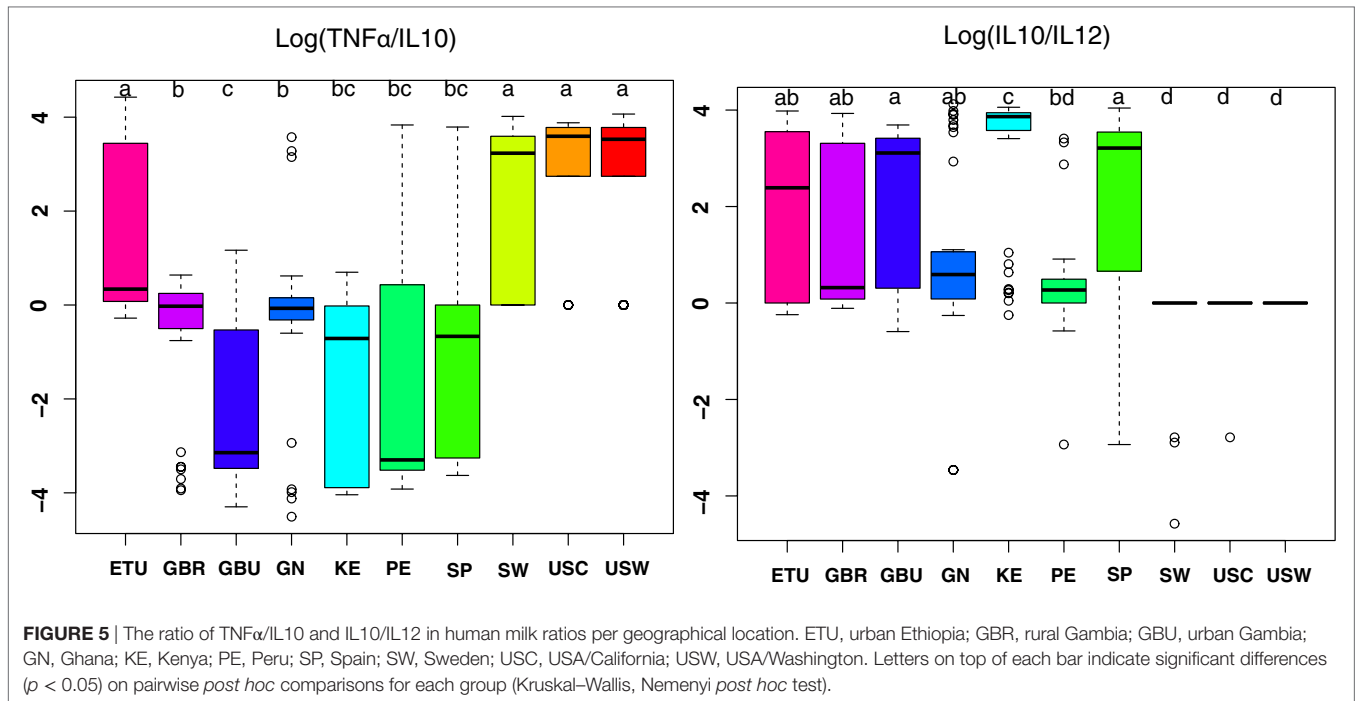 Log(TNFα/IL10)
a b c b bc bc bc a a a
4
2
0
−2
−4
ETU GBR GBU GN KE PE SP SW USC USW
Log(IL10/IL12)
ab ab a ab c bd a d d d
4
2
0
−2
−4
ETU GBR GBU GN KE PE SP SW USC USW
FIGURE 5 | The ratio of TNFα/IL10 and IL10/IL12 in human milk ratios per geographical location. ETU, urban Ethiopia; GBR, rural Gambia; GBU, urban Gambia;
GN, Ghana; KE, Kenya; PE, Peru; SP, Spain; SW, Sweden; USC, USA/California; USW, USA/Washington. Letters on top of each bar indicate significant differences
(p < 0.05) on pairwise post hoc comparisons for each group (Kruskal–Wallis, Nemenyi post hoc test).